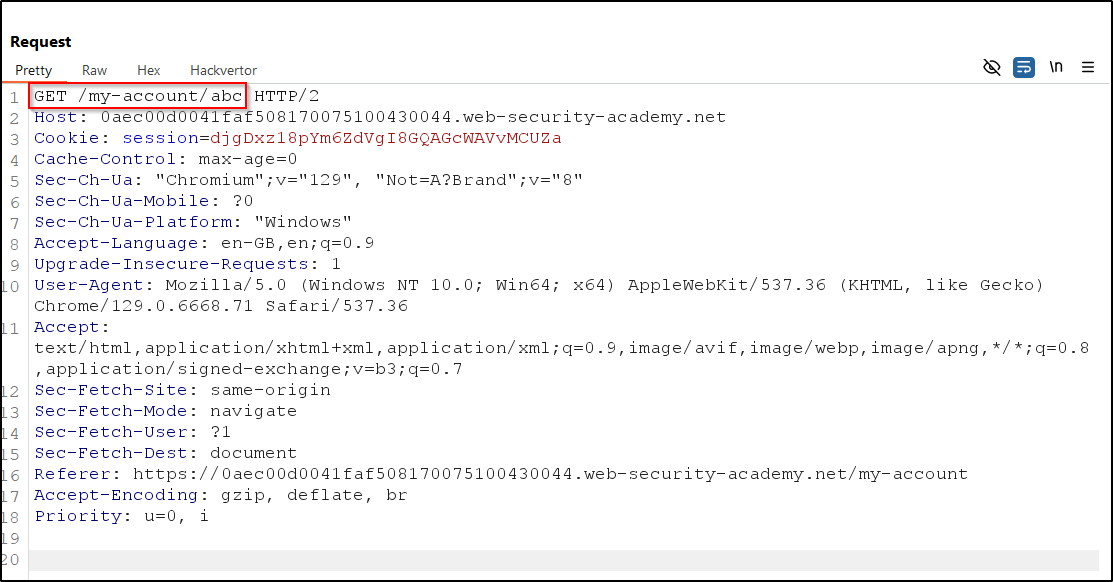 Request
Pretty Raw Hex Hackvertor \n
1 GET /my-account/abc HTTP/2
2 Host: 0aec00d0041faf508170075100430044.web-security-academy.net
3 Cookie: session=djgDxz18pYm6ZdVgI8GQAGcWAVvMCUZa
4 Cache-Control: max-age=0
5 Sec-Ch-Ua: "Chromium";v="129", "Not=A?Brand";v="8"
6 Sec-Ch-Ua-Mobile: ?0
7 Sec-Ch-Ua-Platform: "Windows"
8 Accept-Language: en-GB,en;q=0.9
9 Upgrade-Insecure-Requests: 1
10 User-Agent: Mozilla/5.0 (Windows NT 10.0; Win64; x64) AppleWebKit/537.36 (KHTML, like Gecko)
Chrome/129.0.6668.71 Safari/537.36
11 Accept:
text/html,application/xhtml+xml,application/xml;q=0.9,image/avif,image/webp,image/apng,*/*;q=0.8
,application/signed-exchange;v=b3;q=0.7
12 Sec-Fetch-Site: same-origin
13 Sec-Fetch-Mode: navigate
14 Sec-Fetch-User: ?1
15 Sec-Fetch-Dest: document
16 Referer: https://0aec00d0041faf508170075100430044.web-security-academy.net/my-account
17 Accept-Encoding: gzip, deflate, br
18 Priority: u=0, i
19
20